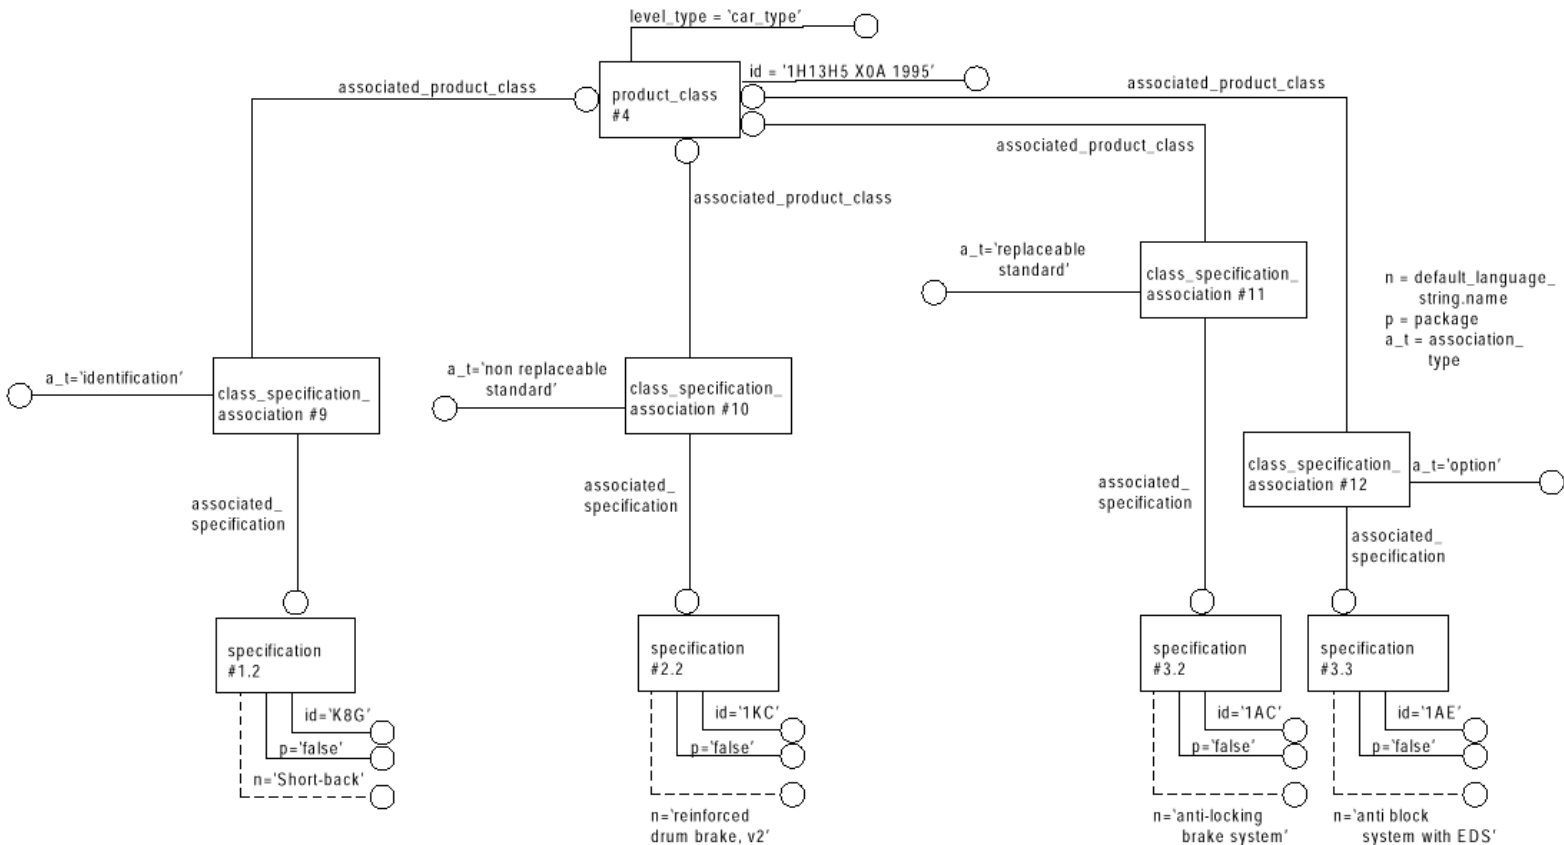 level_type = ‘car_type’
id = ‘1H13H5 X0A 1995’
associated_product_class
associated_product_class
product_class
#4
associated_product_class
associated_product_class
a_t=‘replaceable
standard’
class_specification_
association #11
n = default_language_
string.name
p = package
a_t = association_
type
a_t=‘identification’
class_specification_
association #9
a_t=‘non replaceable
standard’
class_specification_
association #10
class_specification_
association #12
a_t=‘option’
associated_
specification
associated_
specification
associated_
specification
associated_
specification
specification
#1.2
id=‘K8G’
p=‘false’
n=‘Short-back’
specification
#2.2
id=‘1KC’
p=‘false’
n=‘reinforced
drum brake, v2’
specification
#3.2
id=‘1AC’
p=‘false’
n=‘anti-locking
brake system’
specification
#3.3
id=‘1AE’
p=‘false’
n=‘anti block
system with EDS’